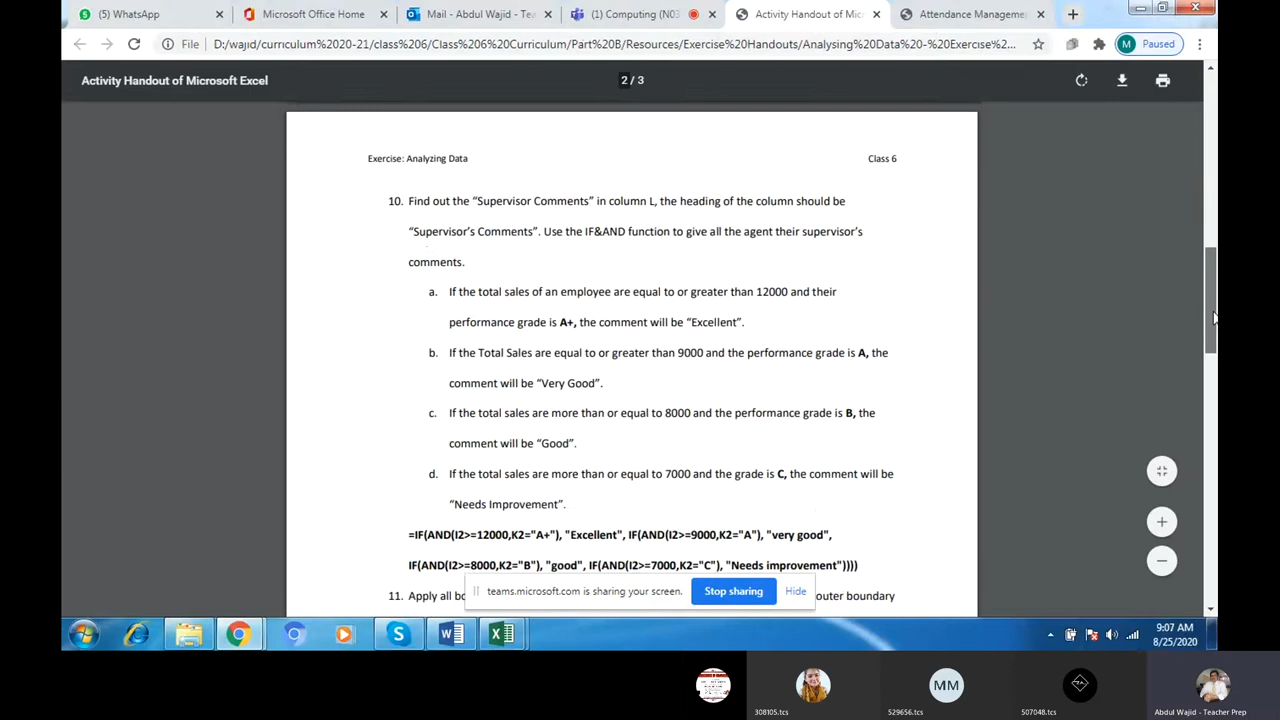 (5) WhatsApp
Microsoft Office Home
Mail - Abdul Wajid - T
(1) Computing (N03
Activity Handout of Micr
Attendance Manageme
File
D:/wajid/curriculum%2020-21/class%206/Class%206%20Curriculum/Part%20B/Resources/Exercise%20Handouts/Analysing%20Data%20-%20Exercise%2...
M Paused
Activity Handout of Microsoft Excel
2 / 3
Exercise: Analyzing Data
Class 6
10. Find out the “Supervisor Comments” in column L, the heading of the column should be
“Supervisor’s Comments”. Use the IF&AND function to give all the agent their supervisor’s
comments.
a. If the total sales of an employee are equal to or greater than 12000 and their
performance grade is A+, the comment will be “Excellent”.
b. If the Total Sales are equal to or greater than 9000 and the performance grade is A, the
comment will be “Very Good”.
c. If the total sales are more than or equal to 8000 and the performance grade is B, the
comment will be “Good”.
d. If the total sales are more than or equal to 7000 and the grade is C, the comment will be
“Needs Improvement”.
=IF(AND(I2>=12000,K2="A+"), "Excellent", IF(AND(I2>=9000,K2="A"), "very good",
IF(AND(I2>=8000,K2="B"), "good", IF(AND(I2>=7000,K2="C"), "Needs improvement"))))
teams.microsoft.com is sharing your screen.
Stop sharing
Hide
11. Apply all bo
outer boundary
9:07 AM
8/25/2020
MM
308105.tcs
529656.tcs
507048.tcs
Abdul Wajid - Teacher Prep